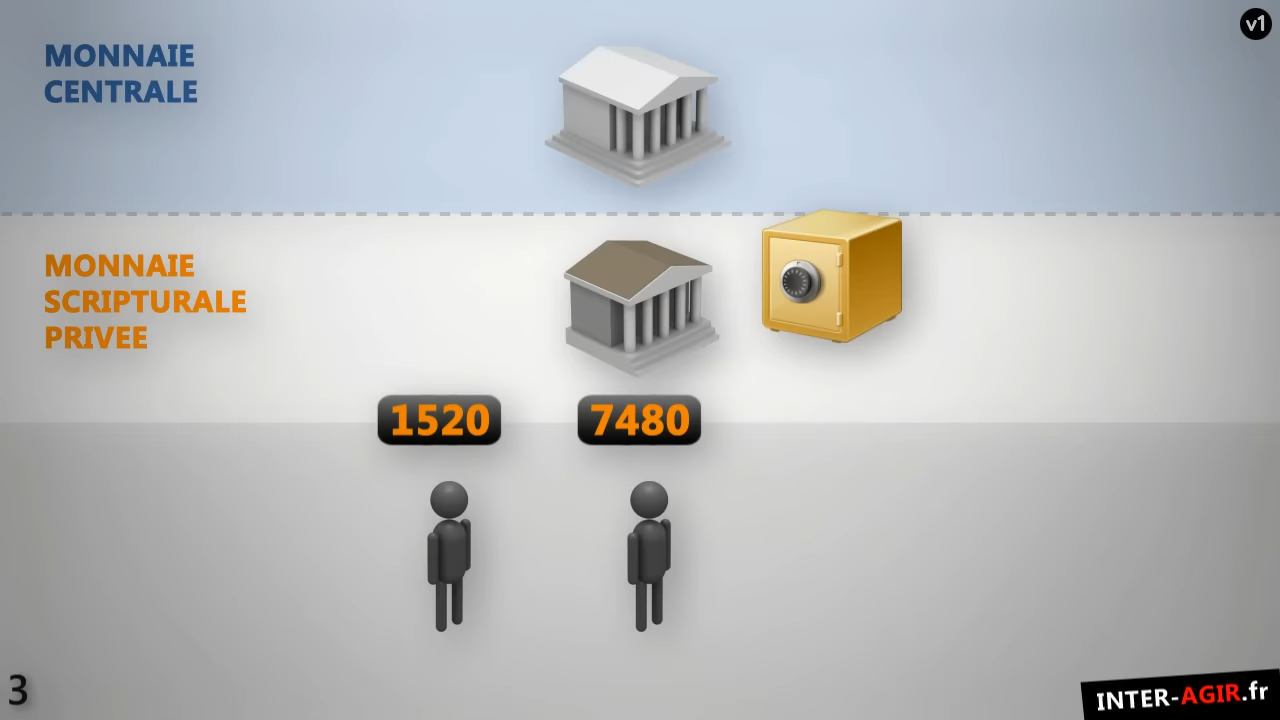 v1
MONNAIE
CENTRALE
MONNAIE
SCRIPTURALE
PRIVEE
1520
7480
3
INTER-AGIR.fr